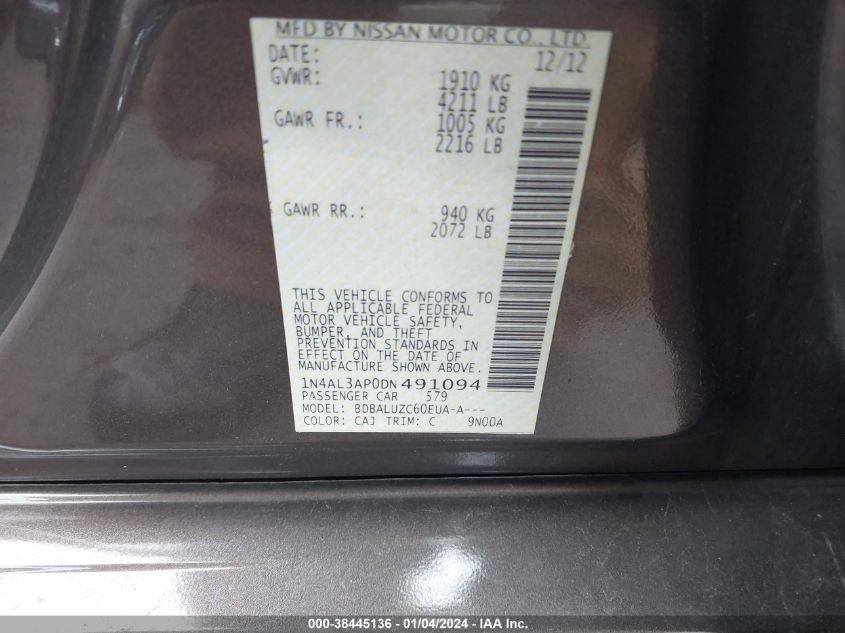 MFD BY NISSAN MOTOR CO., LTD.
DATE: 12/12
GVWR: 1910 KG
4211 LB
GAWR FR.: 1005 KG
2216 LB
GAWR RR.: 940 KG
2072 LB
THIS VEHICLE CONFORMS TO
ALL APPLICABLE FEDERAL
MOTOR VEHICLE SAFETY,
BUMPER, AND THEFT
PREVENTION STANDARDS IN
EFFECT ON THE DATE OF
MANUFACTURE SHOWN ABOVE.
1N4AL3AP0DN491094
PASSENGER CAR 579
MODEL: BDBALUZC60EUA-A---
COLOR: CAJ TRIM: C 9N00A
000-38445136 - 01/04/2024 - IAA Inc.